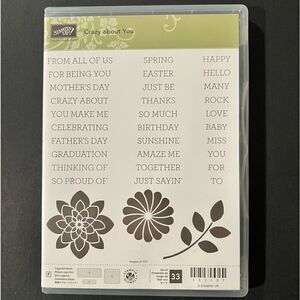 STAMPIN' UP!
Crazy about You
FROM ALL OF US SPRING HAPPY
FOR BEING YOU EASTER HELLO
MOTHER'S DAY JUST BE MANY
CRAZY ABOUT THANKS ROCK
YOU MAKE ME SO MUCH LOVE
CELEBRATING BIRTHDAY BABY
FATHER'S DAY SUNSHINE MISS
GRADUATION AMAZE ME YOU
THINKING OF TOGETHER FOR
SO PROUD OF JUST SAYIN' TO
33